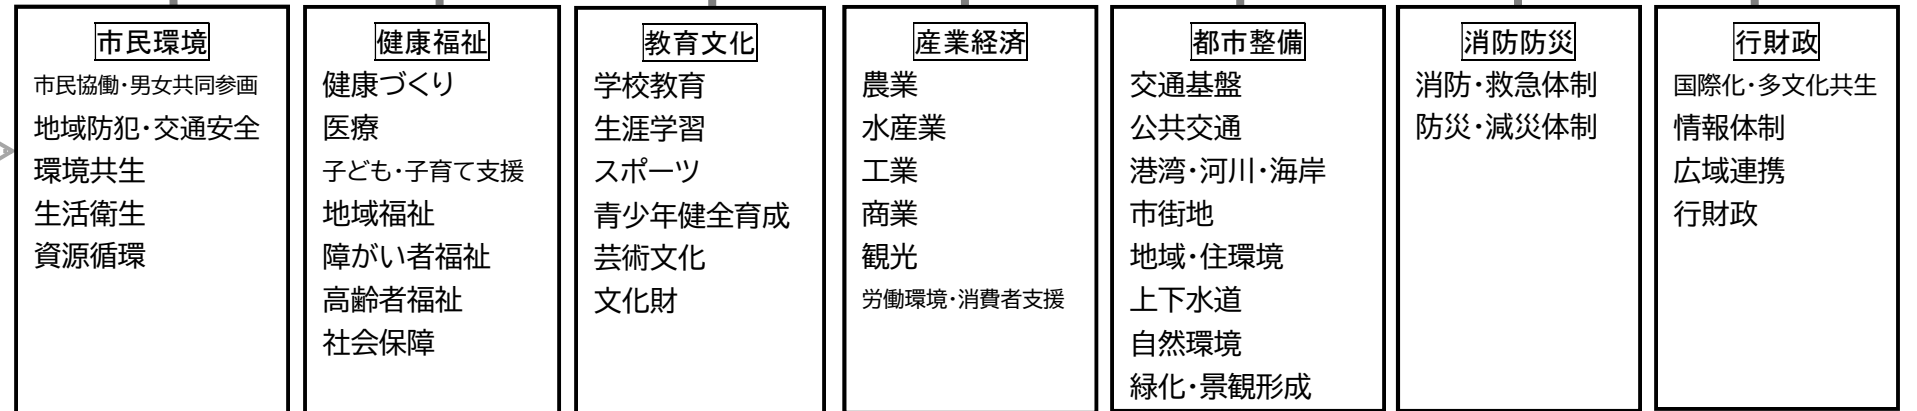 市民環境
市民協働・男女共同参画
地域防犯・交通安全
環境共生
生活衛生
資源循環
健康福祉
健康づくり
医療
子ども・子育て支援
地域福祉
障がい者福祉
高齢者福祉
社会保障
教育文化
学校教育
生涯学習
スポーツ
青少年健全育成
芸術文化
文化財
産業経済
農業
水産業
工業
商業
観光
労働環境・消費者支援
都市整備
交通基盤
公共交通
港湾・河川・海岸
市街地
地域・住環境
上下水道
自然環境
緑化・景観形成
消防防災
消防・救急体制
防災・減災体制
行財政
国際化・多文化共生
情報体制
広域連携
行財政